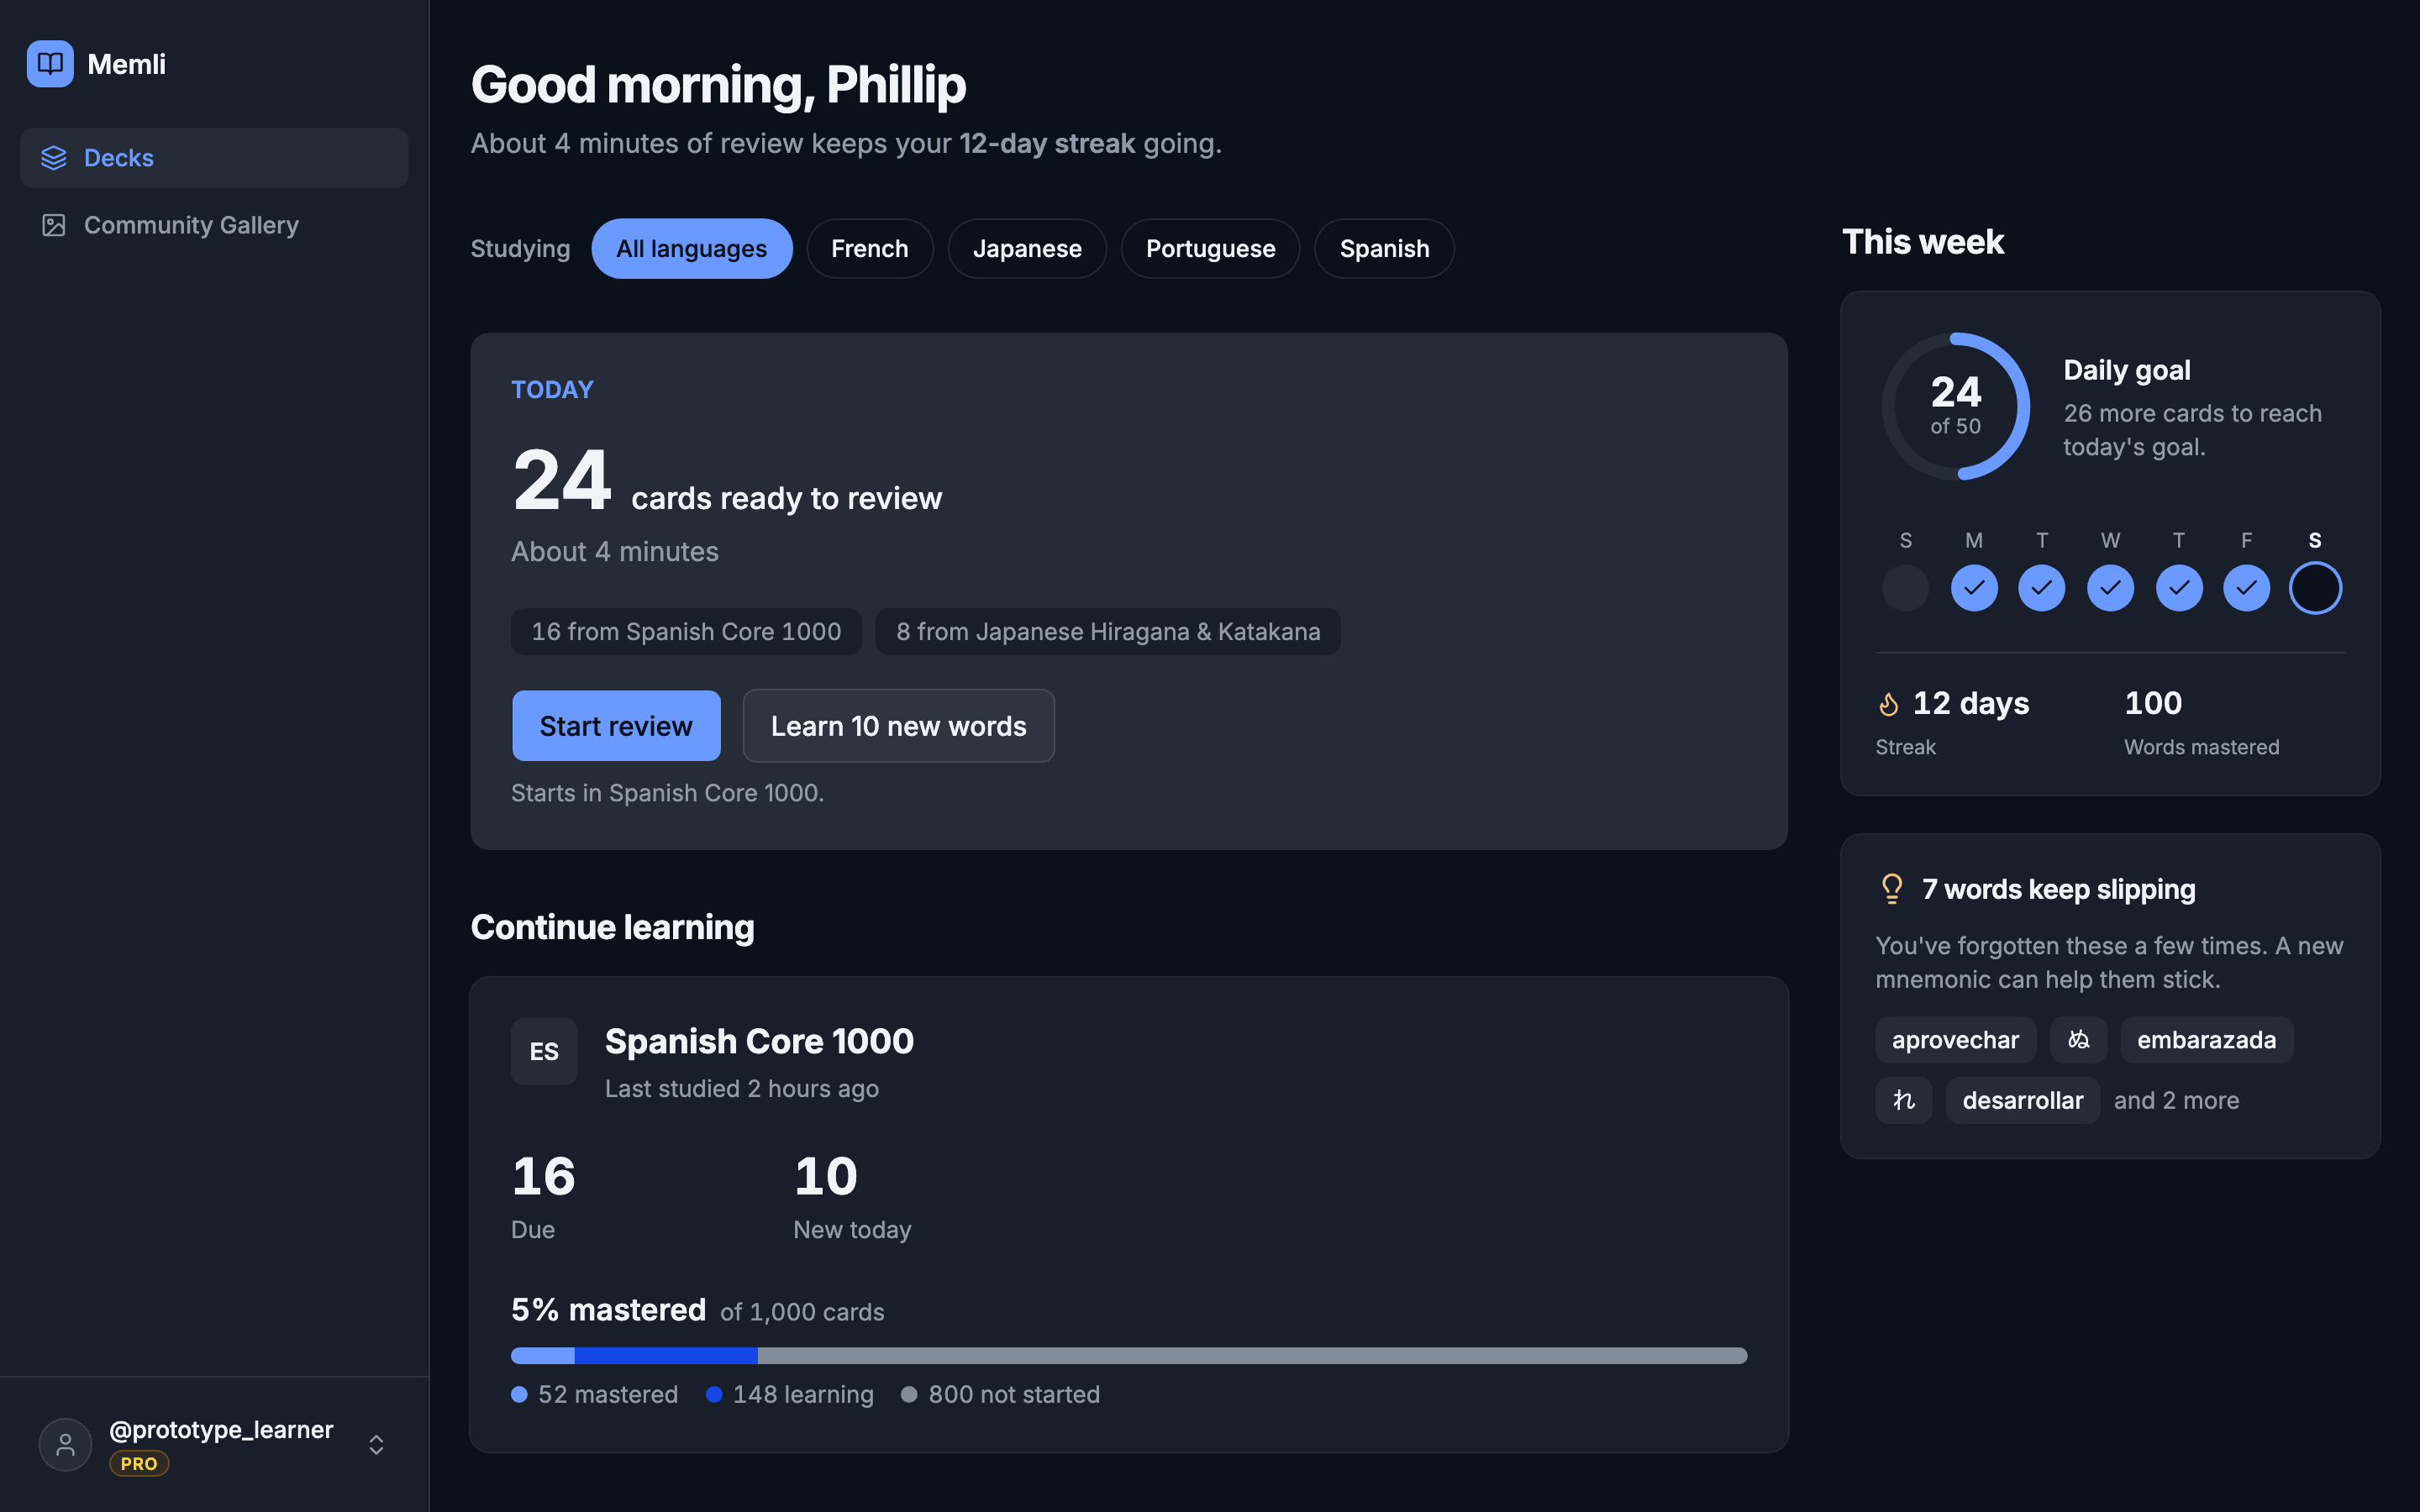 Memli
Decks
Community Gallery
@prototype_learner
PRO
Good morning, Phillip
About 4 minutes of review keeps your 12-day streak going.
Studying
All languages
French
Japanese
Portuguese
Spanish
TODAY
24 cards ready to review
About 4 minutes
16 from Spanish Core 1000
8 from Japanese Hiragana & Katakana
Start review
Learn 10 new words
Starts in Spanish Core 1000.
Continue learning
ES
Spanish Core 1000
Last studied 2 hours ago
16
Due
10
New today
5% mastered of 1,000 cards
52 mastered
148 learning
800 not started
This week
24
of 50
Daily goal
26 more cards to reach
today's goal.
S M T W T F S
12 days
Streak
100
Words mastered
7 words keep slipping
You've forgotten these a few times. A new
mnemonic can help them stick.
aprovechar ぬ embarazada
れ desarrollar and 2 more